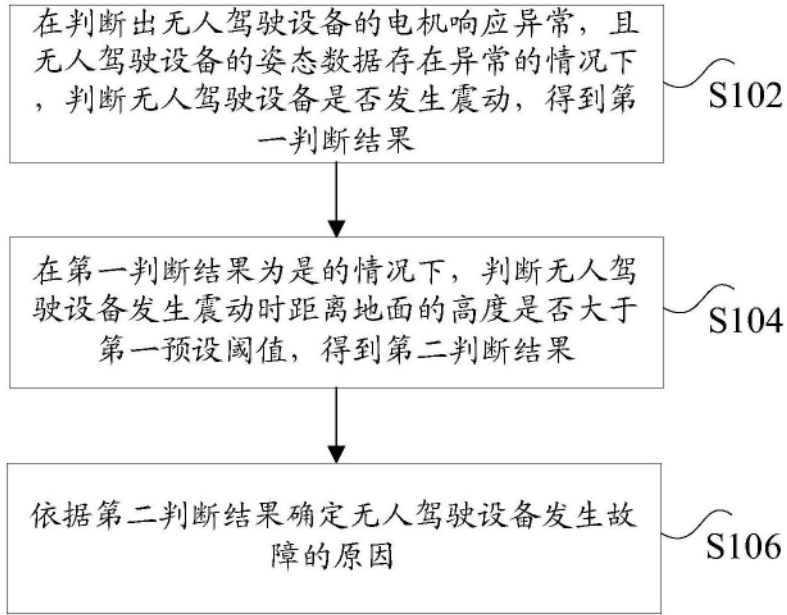 在判断出无人驾驶设备的电机响应异常，且
无人驾驶设备的姿态数据存在异常的情况下
，判断无人驾驶设备是否发生震动，得到第
一判断结果
S102
在第一判断结果为是的情况下，判断无人驾
驶设备发生震动时距离地面的高度是否大于
第一预设阈值，得到第二判断结果
S104
依据第二判断结果确定无人驾驶设备发生故
障的原因
S106